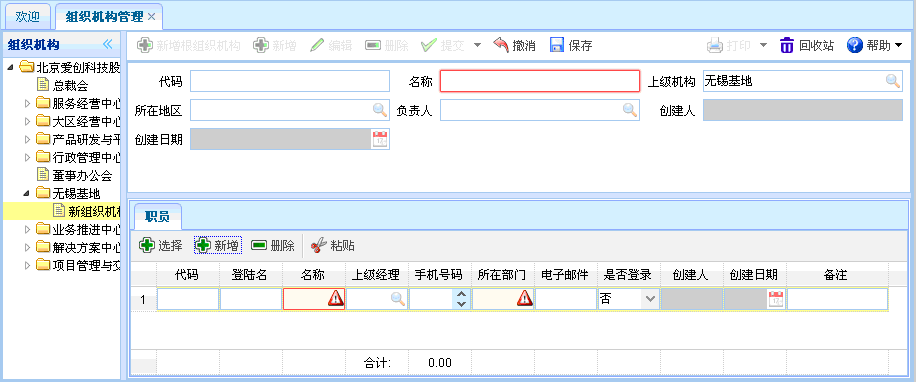 欢迎 组织机构管理
组织机构
新增根组织机构 新增 编辑 删除 提交 撤消 保存 打印 回收站 帮助
北京爱创科技股
总裁会
服务经营中心
大区经营中心
产品研发与平
行政管理中心
董事办公会
无锡基地
新组织机构
业务推进中心
解决方案中心
项目管理与交
代码 名称 上级机构 无锡基地
所在地区 负责人 创建人
创建日期
职员
选择 新增 删除 粘贴
代码 登陆名 名称 上级经理 手机号码 所在部门 电子邮件 是否登录 创建人 创建日期 备注
1 否
合计: 0.00